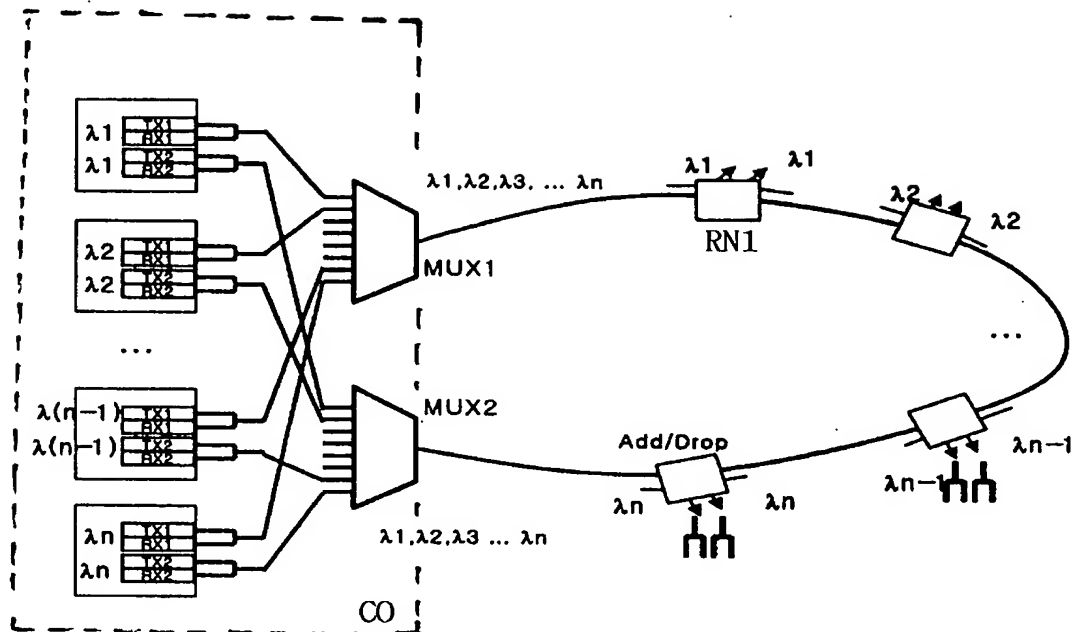 λ1
TX1
RX1
λ1
TX2
RX2
λ2
TX1
RX1
λ2
TX2
RX2
...
λ(n-1)
TX1
RX1
λ(n-1)
TX2
RX2
λn
TX1
RX1
λn
TX2
RX2
CO
MUX1
MUX2
λ1,λ2,λ3, ... λn
λ1,λ2,λ3 ... λn
λ1
λ1
RN1
λ2
λ2
...
λn-1
λn-1
Add/Drop
λn
λn